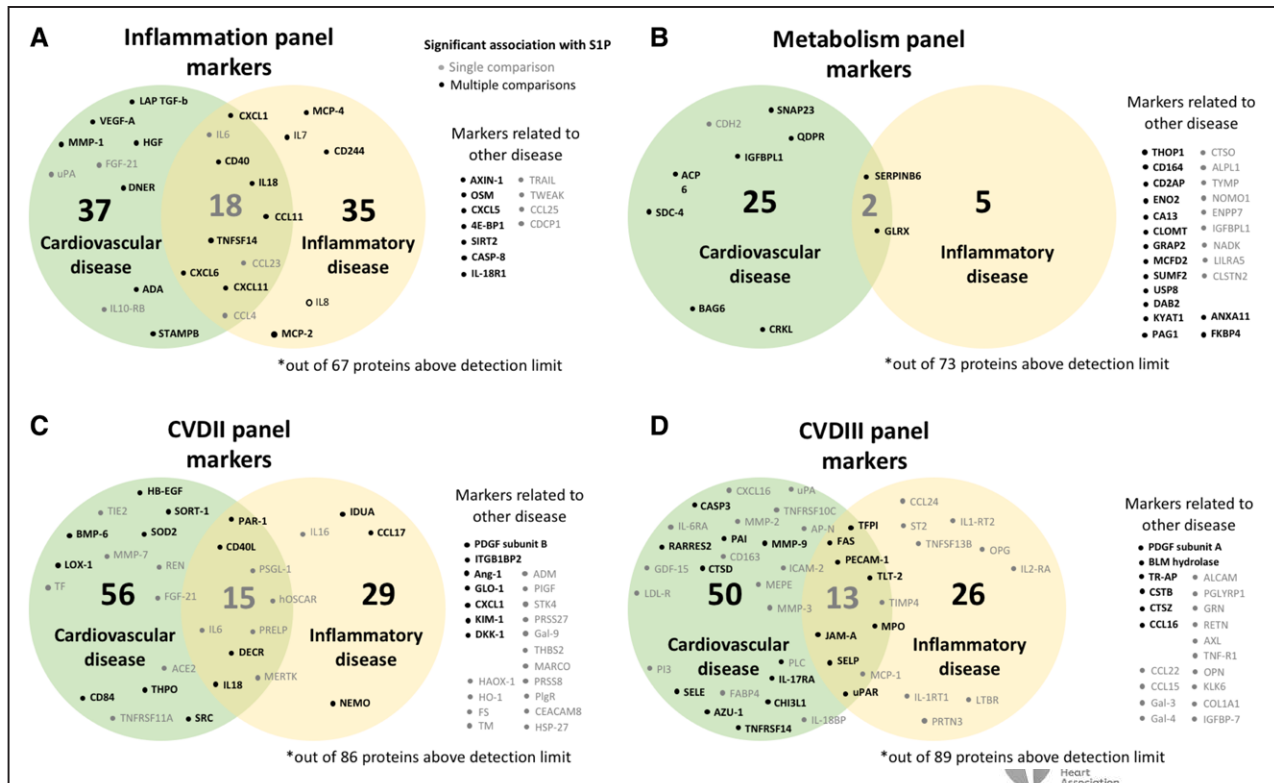 A
Inflammation panel
markers
Significant association with S1P
Single comparison
Multiple comparisons
LAP TGF-b
VEGF-A
MMP-1
HGF
FGF-21
uPA
DNER
37
Cardiovascular
disease
ADA
IL10-RB
STAMPB
CXCL1
IL6
CD40
IL18
18
CCL11
TNFSF14
CCL23
CXCL6
CXCL11
CCL4
MCP-4
IL7
CD244
35
Inflammatory
disease
IL8
MCP-2
Markers related to
other disease
AXIN-1 TRAIL
OSM TWEAK
CXCL5 CCL25
4E-BP1 CDCP1
SIRT2
CASP-8
IL-18R1
*out of 67 proteins above detection limit
B
Metabolism panel
markers
SNAP23
CDH2
QDPR
IGFBPL1
ACP
6
SDC-4
25
Cardiovascular
disease
BAG6
CRKL
SERPINB6
2
GLRX
5
Inflammatory
disease
Markers related to
other disease
THOP1 CTSO
CD164 ALPL1
CD2AP TYMP
ENO2 NOMO1
CA13 ENPP7
CLOMT IGFBPL1
GRAP2 NADK
MCFD2 LILRA5
SUMF2 CLSTN2
USP8
DAB2
KYAT1 ANXA11
PAG1 FKBP4
*out of 73 proteins above detection limit
C
CVDII panel
markers
HB-EGF
TIE2
SORT-1
BMP-6
SOD2
MMP-7
LOX-1
REN
TF
FGF-21
56
Cardiovascular
disease
ACE2
CD84
THPO
TNFRSF11A
SRC
PAR-1
CD40L
PSGL-1
15
hOSCAR
IL6
PRELP
DECR
MERTK
IL18
IDUA
IL16
CCL17
29
Inflammatory
disease
NEMO
Markers related to
other disease
PDGF subunit B
ITGB1BP2
Ang-1 ADM
GLO-1 PIGF
CXCL1 STK4
KIM-1 PRSS27
DKK-1 Gal-9
THBS2
MARCO
HAOX-1 PRSS8
HO-1 PlgR
FS CEACAM8
TM HSP-27
*out of 86 proteins above detection limit
D
CVDIII panel
markers
CXCL16
uPA
CASP3
TNFRSF10C
IL-6RA
MMP-2
AP-N
RARRES2
PAI
MMP-9
CD163
GDF-15
CTSD
ICAM-2
LDL-R
MEPE
MMP-3
50
Cardiovascular
disease
PI3
PLC
IL-17RA
SELE
FABP4
CHI3L1
AZU-1
IL-18BP
TNFRSF14
TFPI
FAS
PECAM-1
TLT-2
13
TIMP4
MPO
JAM-A
SELP
MCP-1
uPAR
CCL24
ST2
IL1-RT2
TNFSF13B
OPG
IL2-RA
26
Inflammatory
disease
IL-1RT1
LTBR
PRTN3
Markers related to
other disease
PDGF subunit A
BLM hydrolase
TR-AP ALCAM
CSTB PGLYRP1
CTSZ GRN
CCL16 RETN
AXL
TNF-R1
CCL22 OPN
CCL15 KLK6
Gal-3 COL1A1
Gal-4 IGFBP-7
*out of 89 proteins above detection limit
Heart
Association